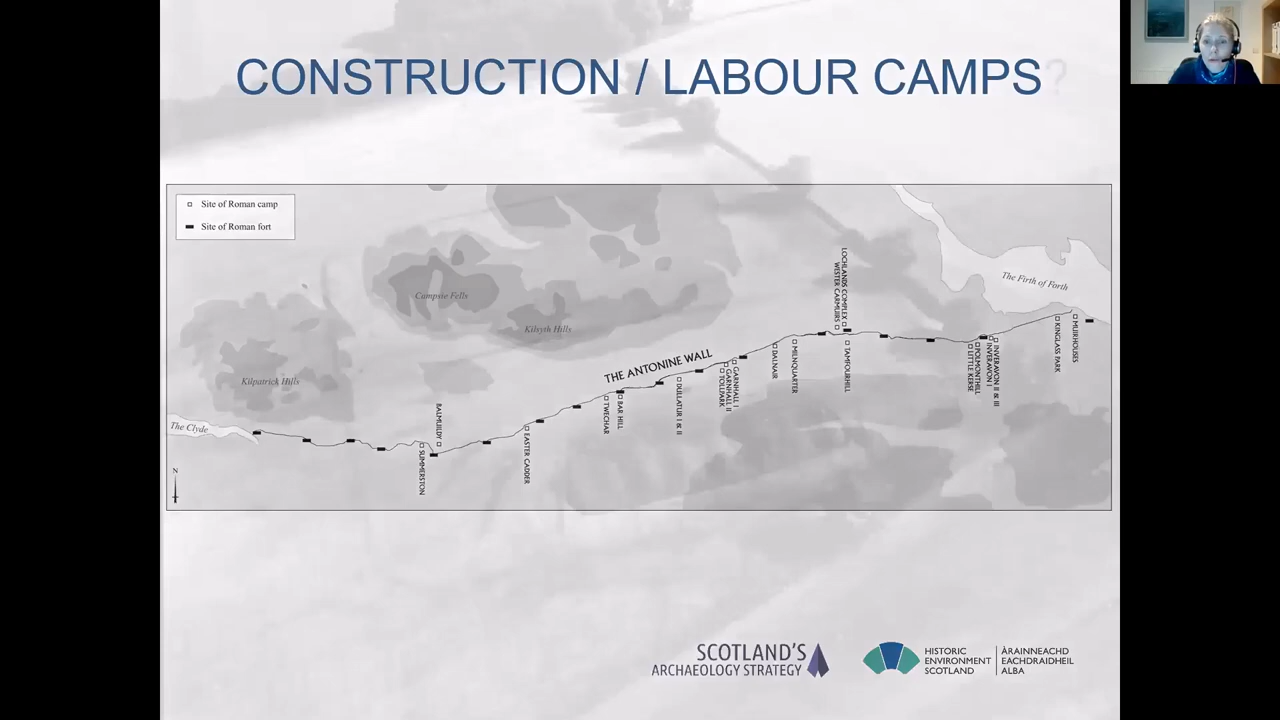 CONSTRUCTION / LABOUR CAMPS?
Site of Roman camp
Site of Roman fort
Campsie Fells
Kilsyth Hills
Kilpatrick Hills
The Clyde
The Firth of Forth
THE ANTONINE WALL
N
BALMUILDY
SUMMERSTON
EASTER CADDER
TWECHAR
BAR HILL
DULLATUR I & II
TOLLPARK
GARNHALL II
GARNHALL I
DALNAIR
MILNQUARTER
WESTER CARMUIRS
LOCHLANDS COMPLEX
TAMFOURHILL
LITTLE KERSE
POLMONTHILL
INVERAVON I
INVERAVON II & III
KINGLASS PARK
MUIRHOUSES
SCOTLAND'S
ARCHAEOLOGY STRATEGY
HISTORIC
ENVIRONMENT
SCOTLAND
ÀRAINNEACHD
EACHDRAIDHEIL
ALBA